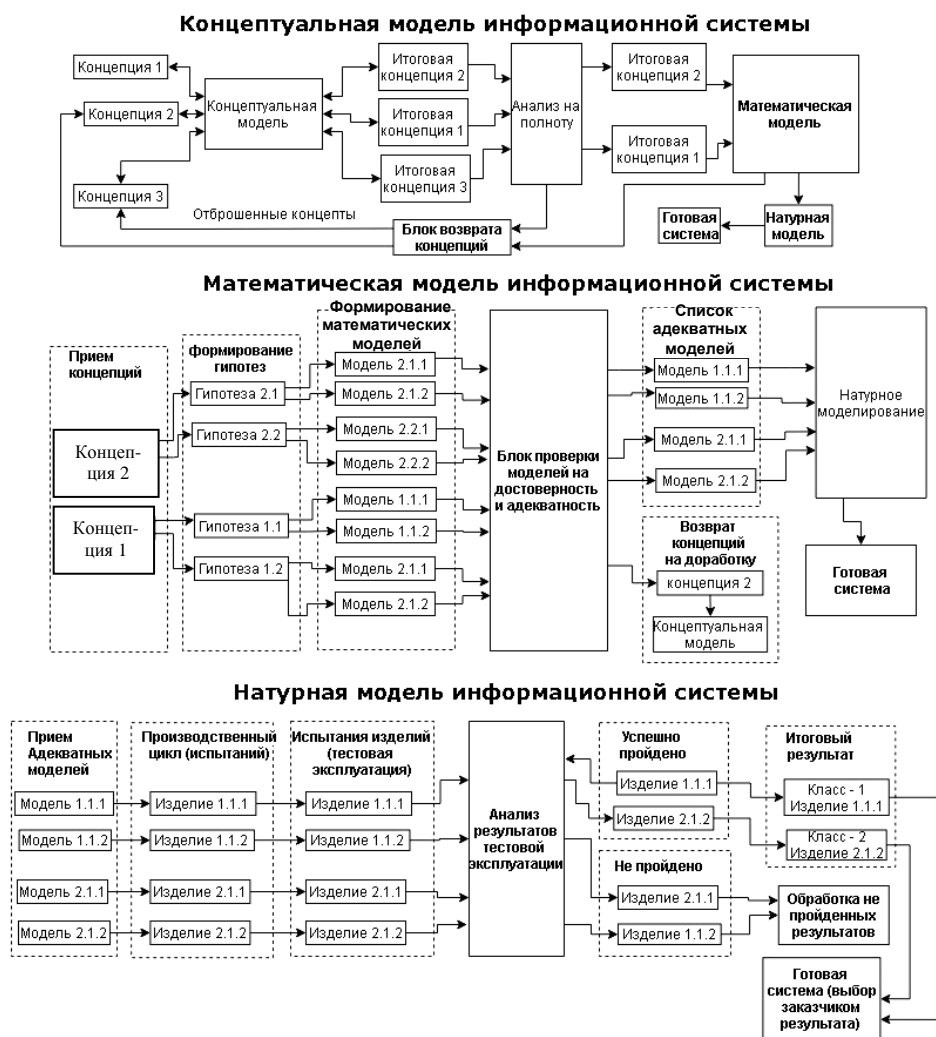 Концептуальная модель информационной системы
Концепция 1
Концепция 2
Концепция 3
Концептуальная
модель
Итоговая
концепция 2
Итоговая
концепция 1
Итоговая
концепция 3
Анализ на
полноту
Итоговая
концепция 2
Итоговая
концепция 1
Математическая
модель
Отброшенные концепты
Блок возврата
концепций
Готовая
система
Натурная
модель
Математическая модель информационной системы
Прием
концепций
Концеп-
ция 2
Концеп-
ция 1
формирование
гипотез
Гипотеза 2.1
Гипотеза 2.2
Гипотеза 1.1
Гипотеза 1.2
Формирование
математических
моделей
Модель 2.1.1
Модель 2.1.2
Модель 2.2.1
Модель 2.2.2
Модель 1.1.1
Модель 1.1.2
Модель 2.1.1
Модель 2.1.2
Блок проверки
моделей на
достоверность
и адекватность
Список
адекватных
моделей
Модель 1.1.1
Модель 1.1.2
Модель 2.1.1
Модель 2.1.2
Возврат
концепций
на доработку
концепция 2
Концептуальная
модель
Натурное
моделирование
Готовая
система
Натурная модель информационной системы
Прием
Адекватных
моделей
Модель 1.1.1
Модель 1.1.2
Модель 2.1.1
Модель 2.1.2
Производственный
цикл (испытаний)
Изделие 1.1.1
Изделие 1.1.2
Изделие 2.1.1
Изделие 2.1.2
Испытания изделий
(тестовая
эксплуатация)
Изделие 1.1.1
Изделие 1.1.2
Изделие 2.1.1
Изделие 2.1.2
Анализ
результатов
тестовой
эксплуатации
Успешно
пройдено
Изделие 1.1.1
Изделие 2.1.2
Не пройдено
Изделие 2.1.1
Изделие 1.1.2
Итоговый
результат
Класс - 1
Изделие 1.1.1
Класс - 2
Изделие 2.1.2
Обработка не
пройденных
результатов
Готовая
система (выбор
заказчиком
результата)